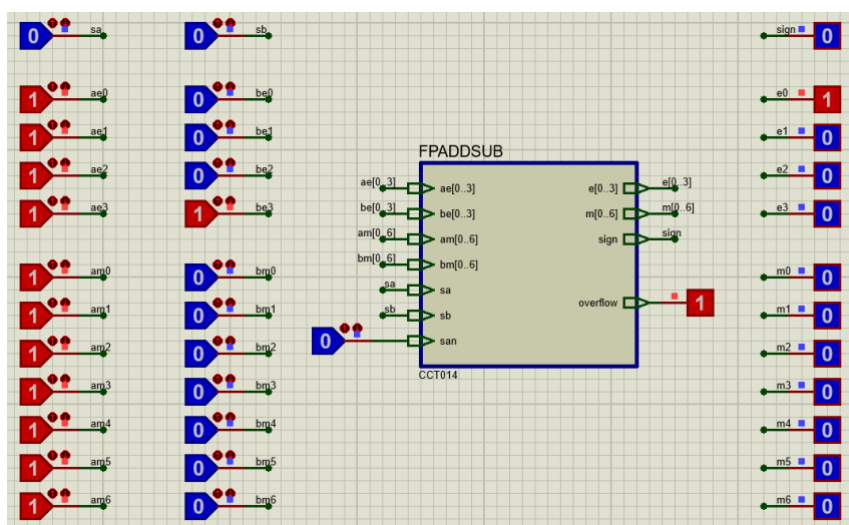 0 sa 0 sb sign 0
1 ae0 0 be0 e0 1
1 ae1 0 be1 e1 0
1 ae2 0 be2 e2 0
1 ae3 1 be3 e3 0
FPADDSUB
ae[0..3] ae[0..3] e[0..3] e[0..3]
be[0..3] be[0..3] m[0..6] m[0..6]
am[0..6] am[0..6] sign sign
bm[0..6] bm[0..6]
sa sa
sb sb
overflow 1
0 san
CCT014
1 am0 0 bm0 m0 0
1 am1 0 bm1 m1 0
1 am2 0 bm2 m2 0
1 am3 0 bm3 m3 0
1 am4 0 bm4 m4 0
1 am5 0 bm5 m5 0
1 am6 0 bm6 m6 0